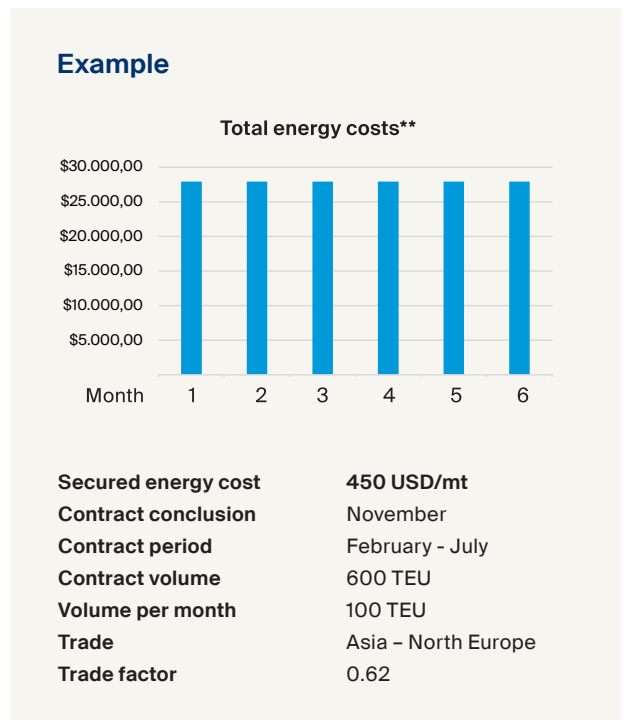 Example
Total energy costs**
$30.000,00
$25.000,00
$20.000,00
$15.000,00
$10.000,00
$5.000,00
Month 1 2 3 4 5 6
Secured energy cost 450 USD/mt
Contract conclusion November
Contract period February - July
Contract volume 600 TEU
Volume per month 100 TEU
Trade Asia – North Europe
Trade factor 0.62